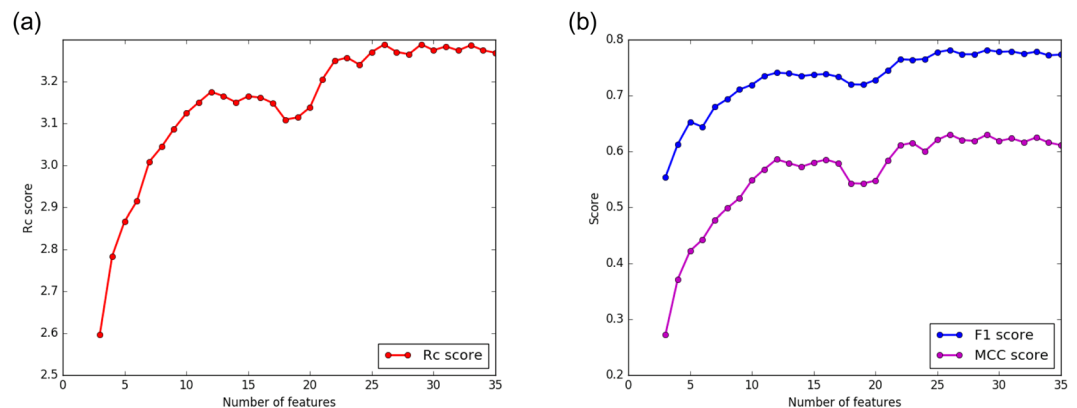 (a)
3.2
3.1
3.0
2.9
2.8
2.7
2.6
2.5
Rc score
0 5 10 15 20 25 30 35
Number of features
Rc score
(b)
0.8
0.7
0.6
0.5
0.4
0.3
0.2
Score
0 5 10 15 20 25 30 35
Number of features
F1 score
MCC score